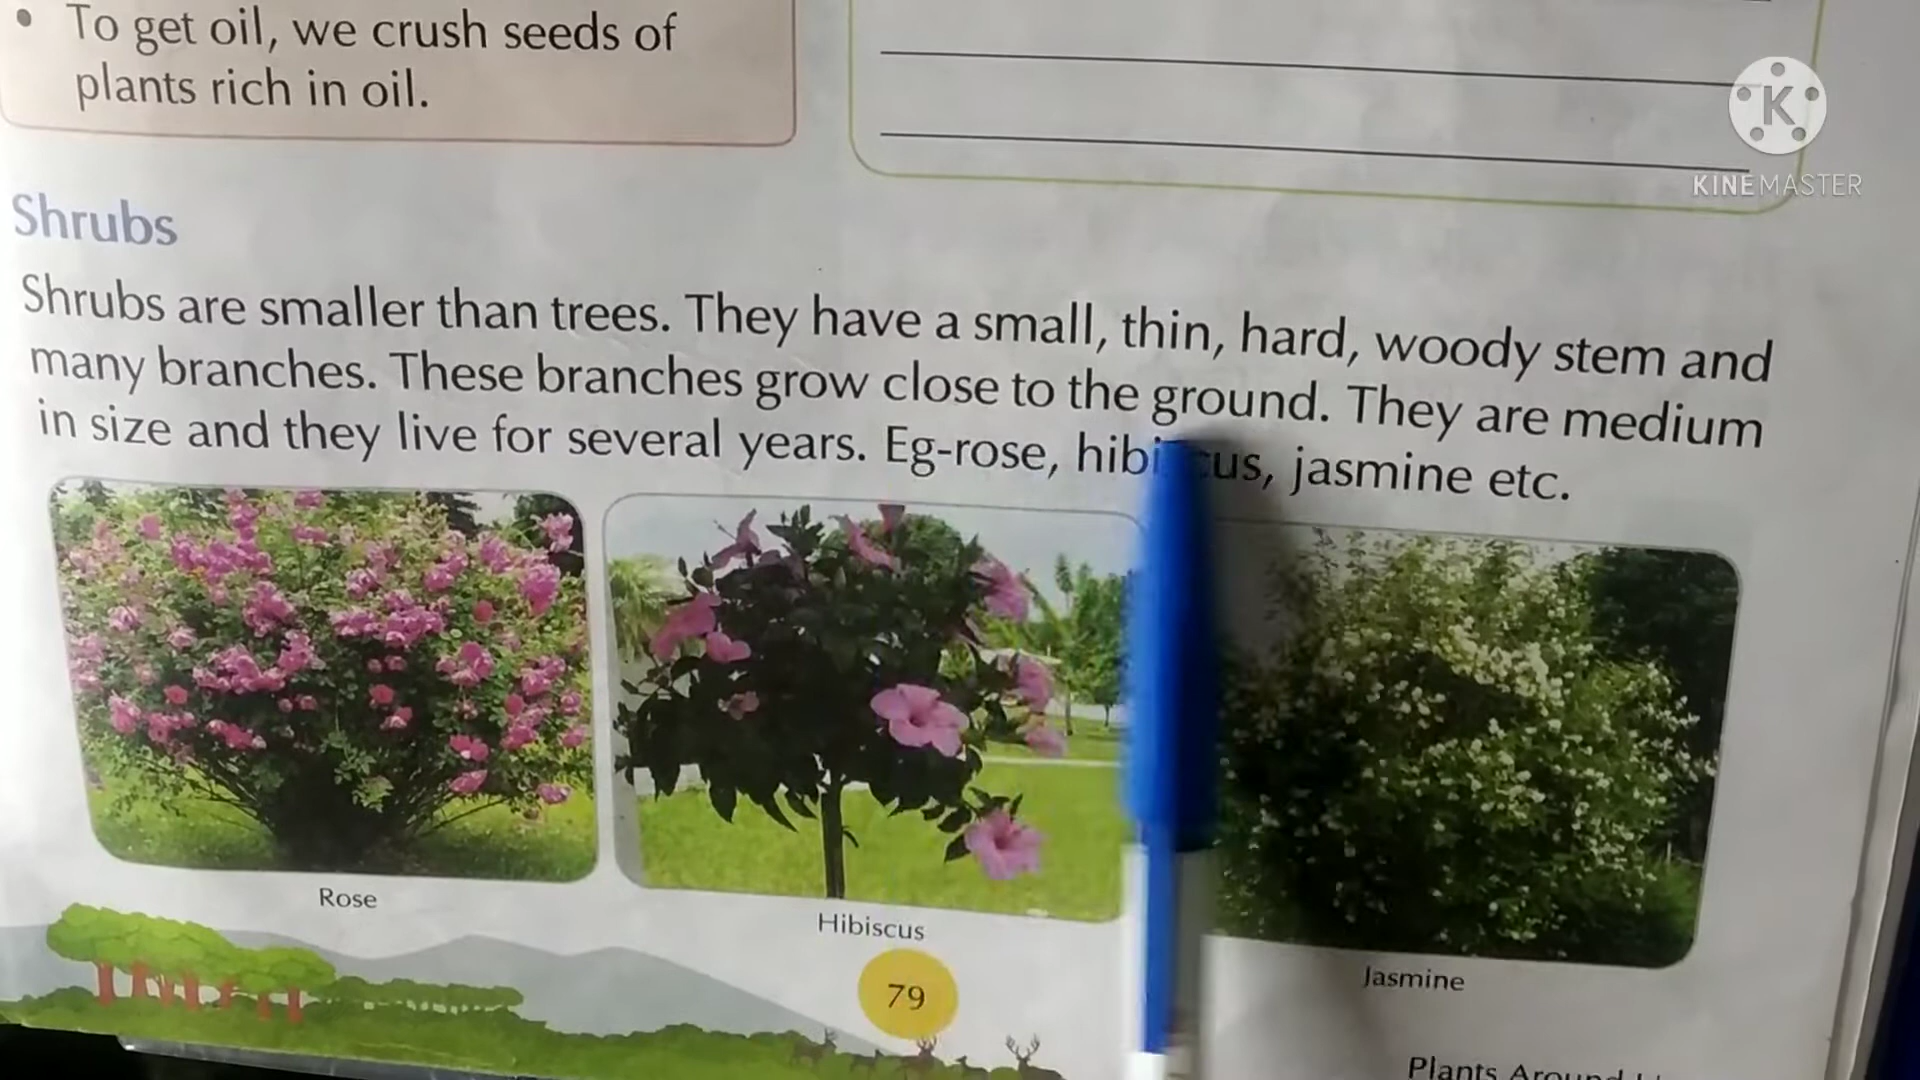 • To get oil, we crush seeds of
plants rich in oil.
KINEMASTER
Shrubs
Shrubs are smaller than trees. They have a small, thin, hard, woody stem and
many branches. These branches grow close to the ground. They are medium
in size and they live for several years. Eg-rose, hibiscus, jasmine etc.
Rose
Hibiscus
Jasmine
79
Plants Around